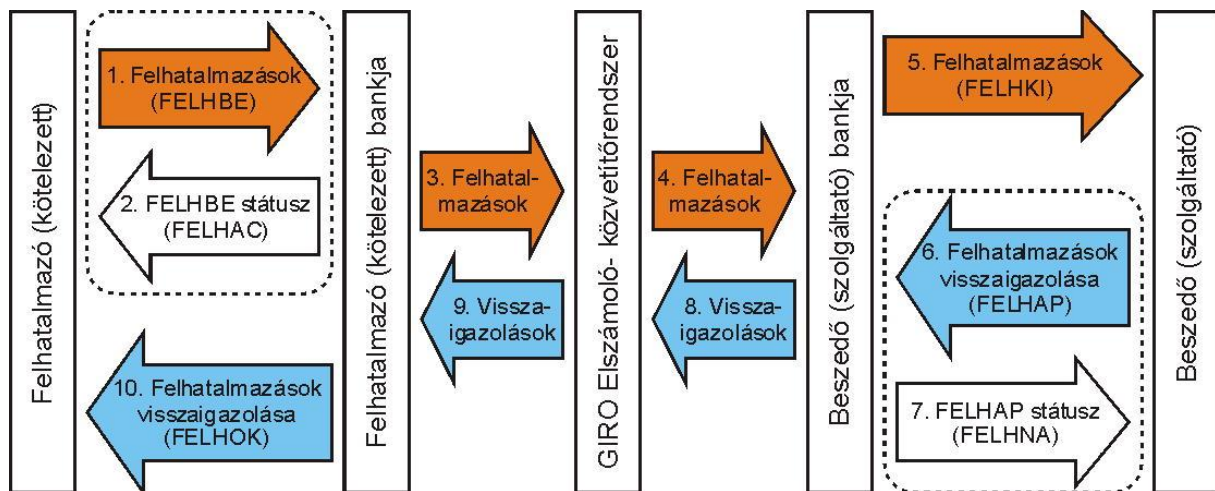 Felhatalmazó (kötelezett)
1. Felhatalmazások
(FELHBE)
2. FELHBE státusz
(FELHAC)
10. Felhatalmazások
visszaigazolása
(FELHOK)
Felhatalmazó (kötelezett) bankja
3. Felhatal-
mazások
9. Vissza-
igazolások
GIRO Elszámoló- közvetítőrendszer
4. Felhatal-
mazások
8. Vissza-
igazolások
Beszedő (szolgáltató) bankja
5. Felhatalmazások
(FELHKI)
6. Felhatalmazások
visszaigazolása
(FELHAP)
7. FELHAP státusz
(FELHNA)
Beszedő (szolgáltató)